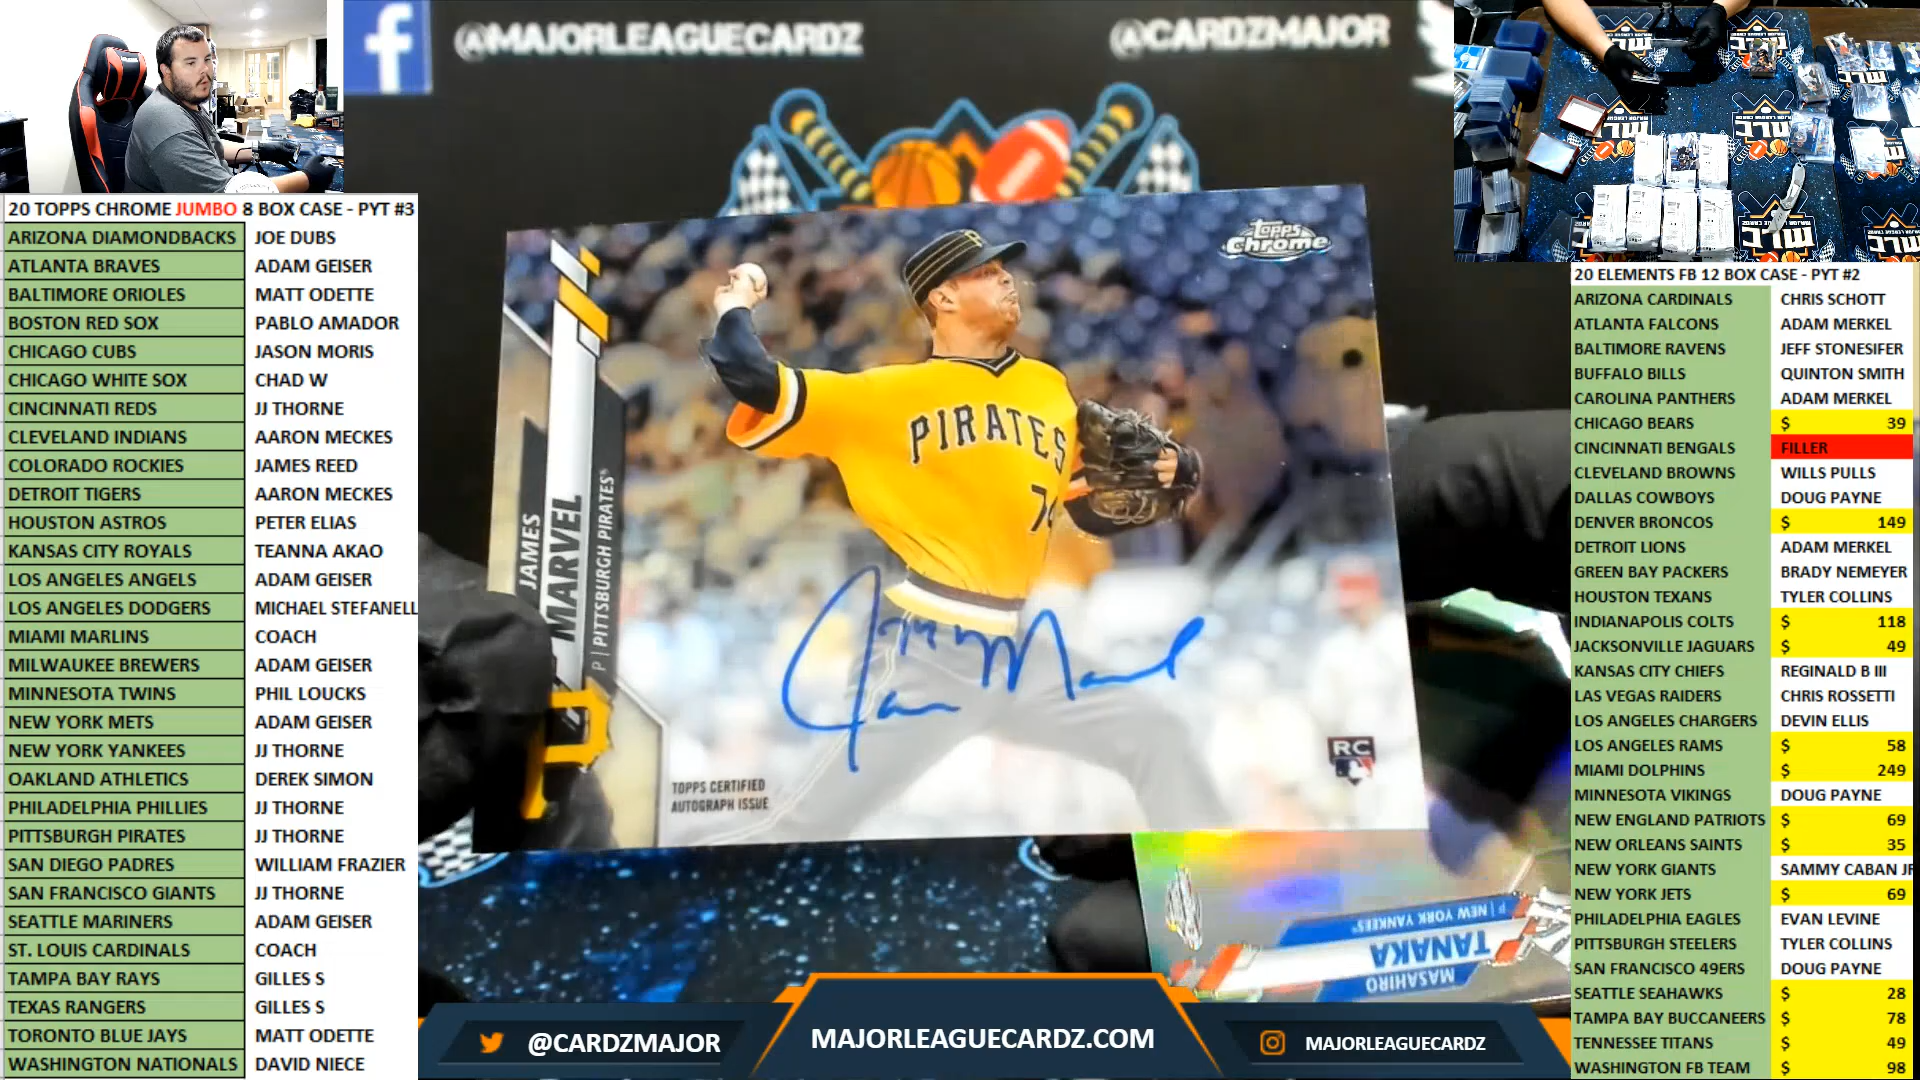 @MAJORLEAGUECARDZ
@CARDZMAJOR
20 TOPPS CHROME JUMBO 8 BOX CASE - PYT #3
ARIZONA DIAMONDBACKS JOE DUBS
ATLANTA BRAVES ADAM GEISER
BALTIMORE ORIOLES MATT ODETTE
BOSTON RED SOX PABLO AMADOR
CHICAGO CUBS JASON MORIS
CHICAGO WHITE SOX CHAD W
CINCINNATI REDS JJ THORNE
CLEVELAND INDIANS AARON MECKES
COLORADO ROCKIES JAMES REED
DETROIT TIGERS AARON MECKES
HOUSTON ASTROS PETER ELIAS
KANSAS CITY ROYALS TEANNA AKAO
LOS ANGELES ANGELS ADAM GEISER
LOS ANGELES DODGERS MICHAEL STEFANELL
MIAMI MARLINS COACH
MILWAUKEE BREWERS ADAM GEISER
MINNESOTA TWINS PHIL LOUCKS
NEW YORK METS ADAM GEISER
NEW YORK YANKEES JJ THORNE
OAKLAND ATHLETICS DEREK SIMON
PHILADELPHIA PHILLIES JJ THORNE
PITTSBURGH PIRATES JJ THORNE
SAN DIEGO PADRES WILLIAM FRAZIER
SAN FRANCISCO GIANTS JJ THORNE
SEATTLE MARINERS ADAM GEISER
ST. LOUIS CARDINALS COACH
TAMPA BAY RAYS GILLES S
TEXAS RANGERS GILLES S
TORONTO BLUE JAYS MATT ODETTE
WASHINGTON NATIONALS DAVID NIECE
Topps
Chrome
P
PIRATES
JAMES
MARVEL
P | PITTSBURGH PIRATES
TOPPS CERTIFIED
AUTOGRAPH ISSUE
RC
P | NEW YORK YANKEES
MASAHIRO
TANAKA
20 ELEMENTS FB 12 BOX CASE - PYT #2
ARIZONA CARDINALS CHRIS SCHOTT
ATLANTA FALCONS ADAM MERKEL
BALTIMORE RAVENS JEFF STONESIFER
BUFFALO BILLS QUINTON SMITH
CAROLINA PANTHERS ADAM MERKEL
CHICAGO BEARS $ 39
CINCINNATI BENGALS FILLER
CLEVELAND BROWNS WILLS PULLS
DALLAS COWBOYS DOUG PAYNE
DENVER BRONCOS $ 149
DETROIT LIONS ADAM MERKEL
GREEN BAY PACKERS BRADY NEMEYER
HOUSTON TEXANS TYLER COLLINS
INDIANAPOLIS COLTS $ 118
JACKSONVILLE JAGUARS $ 49
KANSAS CITY CHIEFS REGINALD B III
LAS VEGAS RAIDERS CHRIS ROSSETTI
LOS ANGELES CHARGERS DEVIN ELLIS
LOS ANGELES RAMS $ 58
MIAMI DOLPHINS $ 249
MINNESOTA VIKINGS DOUG PAYNE
NEW ENGLAND PATRIOTS $ 69
NEW ORLEANS SAINTS $ 35
NEW YORK GIANTS SAMMY CABAN JR
NEW YORK JETS $ 69
PHILADELPHIA EAGLES EVAN LEVINE
PITTSBURGH STEELERS TYLER COLLINS
SAN FRANCISCO 49ERS DOUG PAYNE
SEATTLE SEAHAWKS $ 28
TAMPA BAY BUCCANEERS $ 78
TENNESSEE TITANS $ 49
WASHINGTON FB TEAM $ 98
@CARDZMAJOR
MAJORLEAGUECARDZ.COM
MAJORLEAGUECARDZ